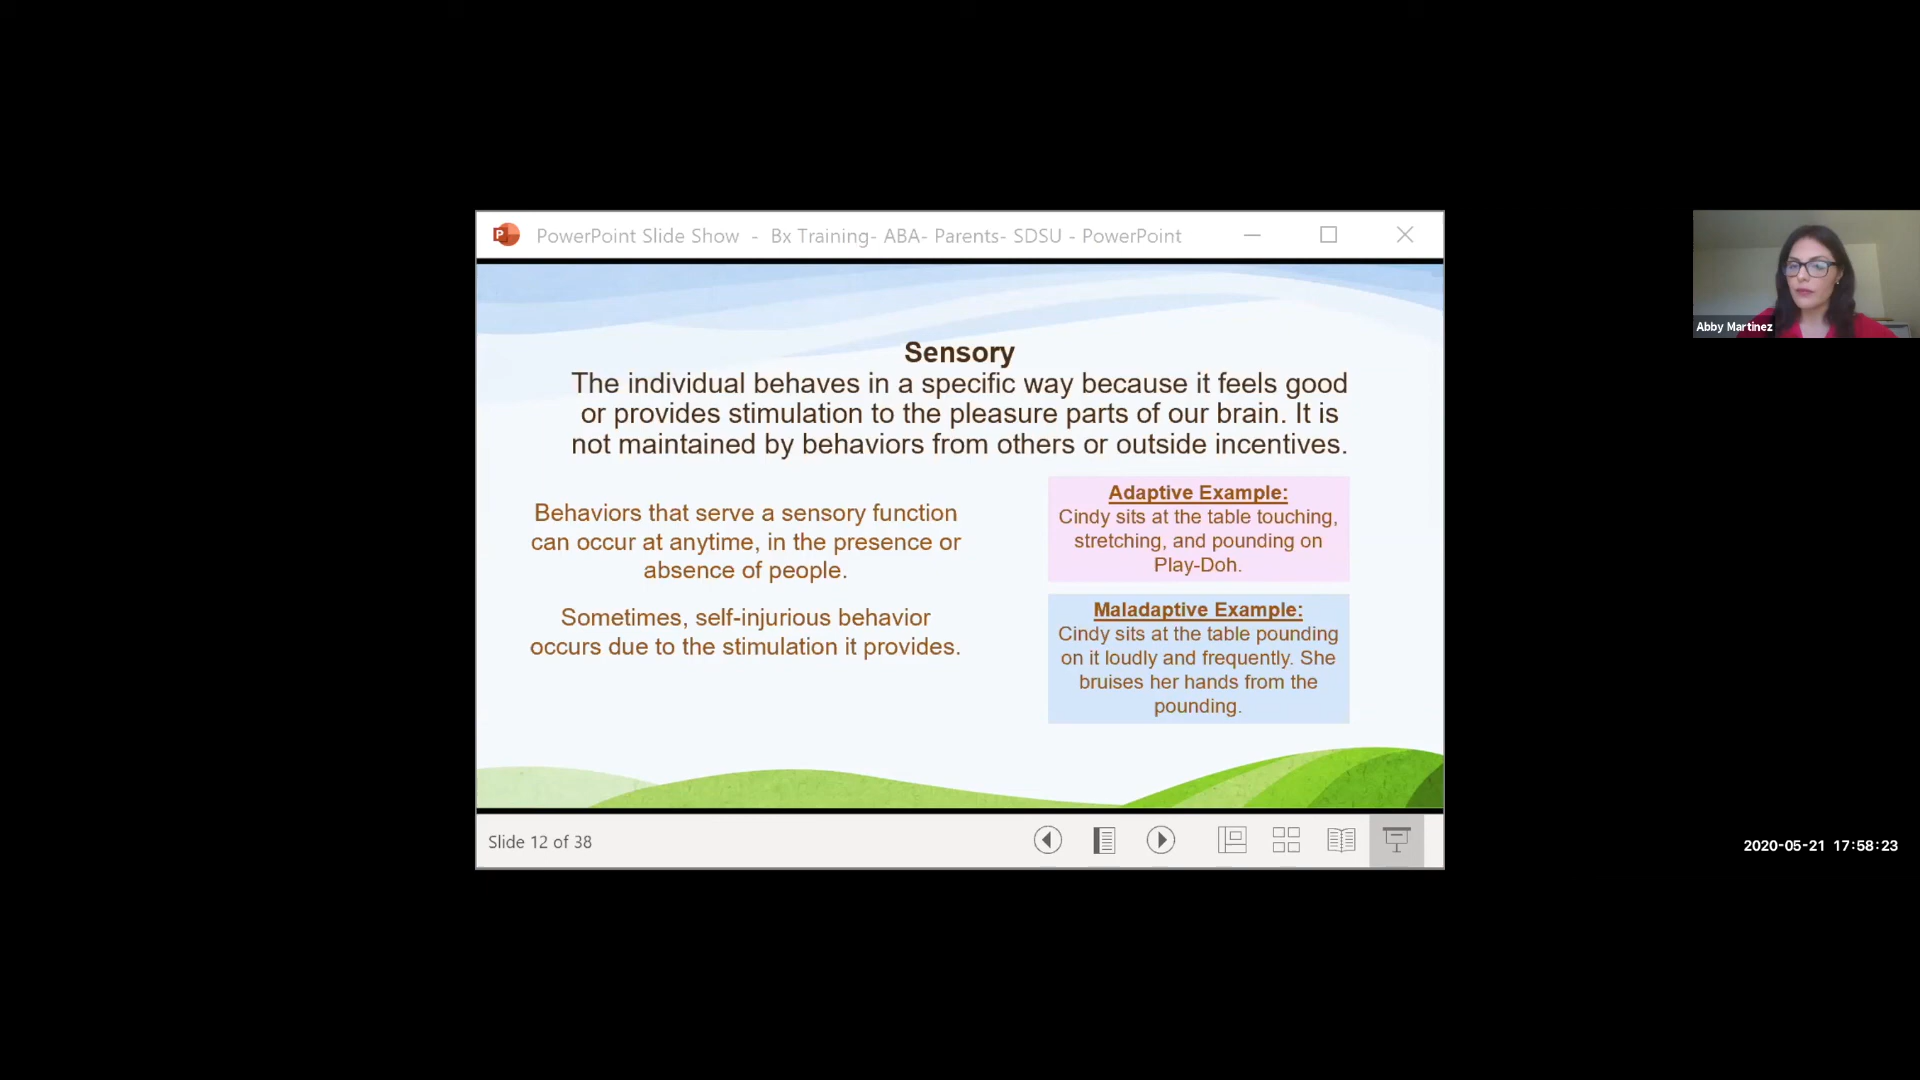 PowerPoint Slide Show - Bx Training- ABA- Parents- SDSU - PowerPoint
Sensory
The individual behaves in a specific way because it feels good
or provides stimulation to the pleasure parts of our brain. It is
not maintained by behaviors from others or outside incentives.
Behaviors that serve a sensory function
can occur at anytime, in the presence or
absence of people.
Sometimes, self-injurious behavior
occurs due to the stimulation it provides.
Adaptive Example:
Cindy sits at the table touching,
stretching, and pounding on
Play-Doh.
Maladaptive Example:
Cindy sits at the table pounding
on it loudly and frequently. She
bruises her hands from the
pounding.
Slide 12 of 38
Abby Martinez
2020-05-21 17:58:23